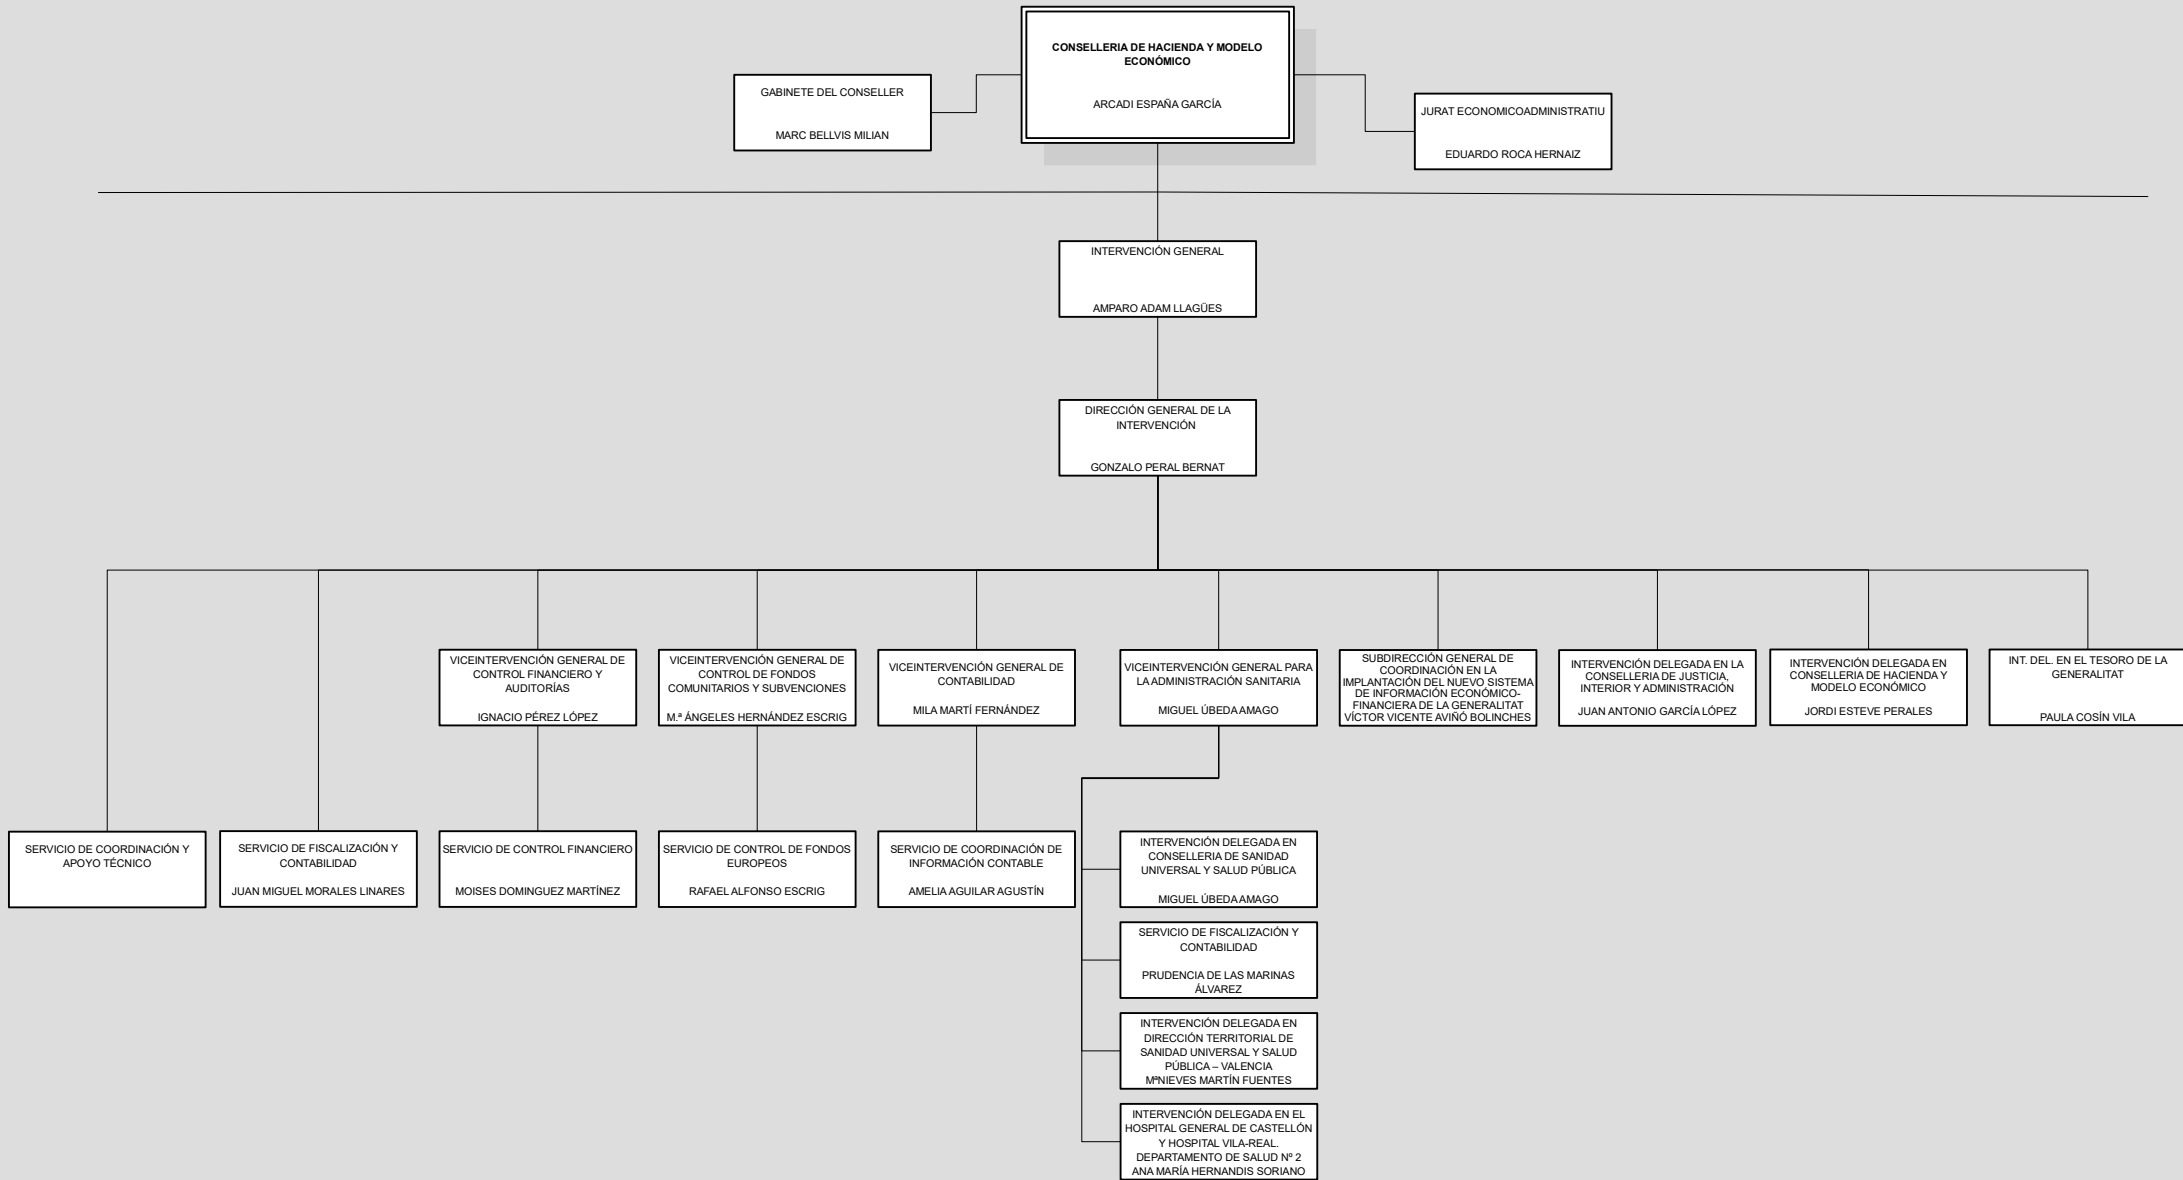 CONSELLERIA DE HACIENDA Y MODELO
ECONÓMICO
ARCADI ESPAÑA GARCÍA
GABINETE DEL CONSELLER
MARC BELLVIS MILIAN
JURAT ECONOMICOADMINISTRATIU
EDUARDO ROCA HERNAIZ
INTERVENCIÓN GENERAL
AMPARO ADAM LLAGÜES
DIRECCIÓN GENERAL DE LA
INTERVENCIÓN
GONZALO PERAL BERNAT
VICEINTERVENCIÓN GENERAL DE
CONTROL FINANCIERO Y
AUDITORÍAS
IGNACIO PÉREZ LÓPEZ
VICEINTERVENCIÓN GENERAL DE
CONTROL DE FONDOS
COMUNITARIOS Y SUBVENCIONES
M.ª ÁNGELES HERNÁNDEZ ESCRIG
VICEINTERVENCIÓN GENERAL DE
CONTABILIDAD
MILA MARTÍ FERNÁNDEZ
VICEINTERVENCIÓN GENERAL PARA
LA ADMINISTRACIÓN SANITARIA
MIGUEL ÚBEDA AMAGO
SUBDIRECCIÓN GENERAL DE
COORDINACIÓN EN LA
IMPLANTACIÓN DEL NUEVO SISTEMA
DE INFORMACIÓN ECONÓMICO-
FINANCIERA DE LA GENERALITAT
VÍCTOR VICENTE AVIÑÓ BOLINCHES
INTERVENCIÓN DELEGADA EN LA
CONSELLERIA DE JUSTICIA,
INTERIOR Y ADMINISTRACIÓN
JUAN ANTONIO GARCÍA LÓPEZ
INTERVENCIÓN DELEGADA EN
CONSELLERIA DE HACIENDA Y
MODELO ECONÓMICO
JORDI ESTEVE PERALES
INT. DEL. EN EL TESORO DE LA
GENERALITAT
PAULA COSÍN VILA
SERVICIO DE COORDINACIÓN Y
APOYO TÉCNICO
SERVICIO DE FISCALIZACIÓN Y
CONTABILIDAD
JUAN MIGUEL MORALES LINARES
SERVICIO DE CONTROL FINANCIERO
MOISES DOMINGUEZ MARTÍNEZ
SERVICIO DE CONTROL DE FONDOS
EUROPEOS
RAFAEL ALFONSO ESCRIG
SERVICIO DE COORDINACIÓN DE
INFORMACIÓN CONTABLE
AMELIA AGUILAR AGUSTÍN
INTERVENCIÓN DELEGADA EN
CONSELLERIA DE SANIDAD
UNIVERSAL Y SALUD PÚBLICA
MIGUEL ÚBEDA AMAGO
SERVICIO DE FISCALIZACIÓN Y
CONTABILIDAD
PRUDENCIA DE LAS MARINAS
ÁLVAREZ
INTERVENCIÓN DELEGADA EN
DIRECCIÓN TERRITORIAL DE
SANIDAD UNIVERSAL Y SALUD
PÚBLICA – VALENCIA
MªNIEVES MARTÍN FUENTES
INTERVENCIÓN DELEGADA EN EL
HOSPITAL GENERAL DE CASTELLÓN
Y HOSPITAL VILA-REAL.
DEPARTAMENTO DE SALUD Nº 2
ANA MARÍA HERNANDIS SORIANO